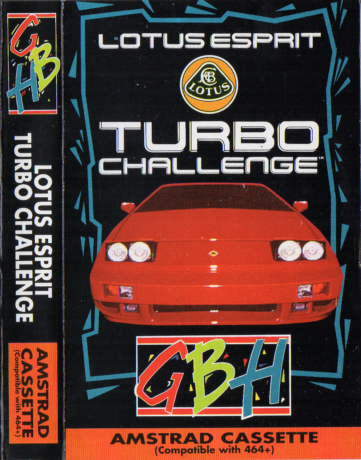 GBH
LOTUS ESPRIT
TURBO CHALLENGE
AMSTRAD
CASSETTE
(Compatible with 464+)
LOTUS ESPRIT
LOTUS
TURBO
CHALLENGE™
GBH
AMSTRAD CASSETTE
(Compatible with 464+)